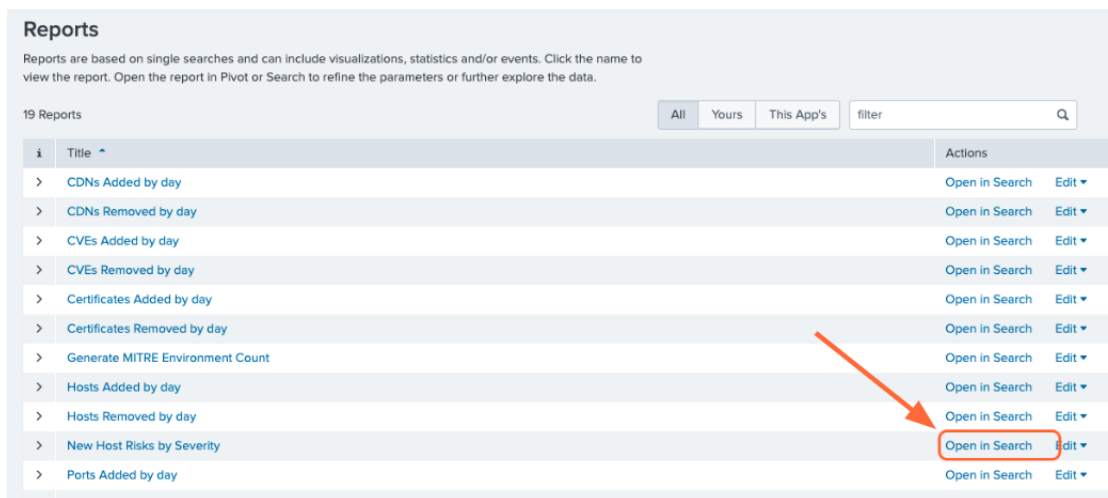 Reports
Reports are based on single searches and can include visualizations, statistics and/or events. Click the name to
view the report. Open the report in Pivot or Search to refine the parameters or further explore the data.
19 Reports All Yours This App's filter
i Title Actions
CDNs Added by day Open in Search Edit
CDNs Removed by day Open in Search Edit
CVEs Added by day Open in Search Edit
CVEs Removed by day Open in Search Edit
Certificates Added by day Open in Search Edit
Certificates Removed by day Open in Search Edit
Generate MITRE Environment Count Open in Search Edit
Hosts Added by day Open in Search Edit
Hosts Removed by day Open in Search Edit
New Host Risks by Severity Open in Search Edit
Ports Added by day Open in Search Edit